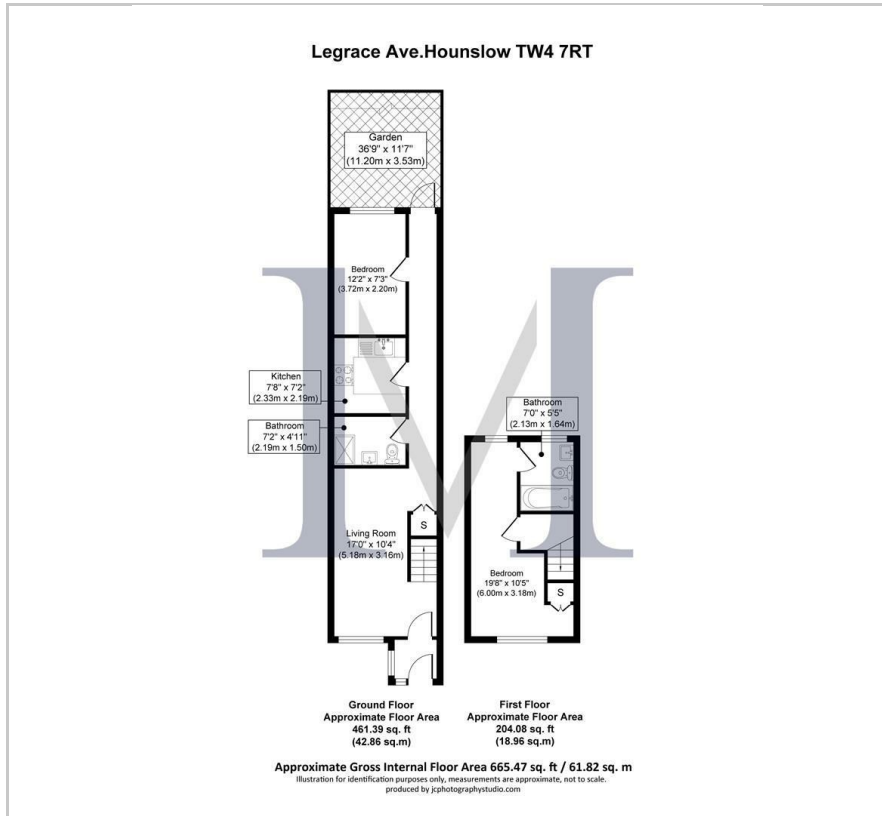 Legrace Ave.Hounslow TW4 7RT
Garden
36'9" x 11'7"
(11.20m x 3.53m)
Bedroom
12'2" x 7'3"
(3.72m x 2.20m)
Kitchen
7'8" x 7'2"
(2.33m x 2.19m)
Bathroom
7'2" x 4'11"
(2.19m x 1.50m)
Living Room
17'0" x 10'4"
(5.18m x 3.16m)
S
Bathroom
7'0" x 5'5"
(2.13m x 1.64m)
Bedroom
19'8" x 10'5"
(6.00m x 3.18m)
S
Ground Floor
Approximate Floor Area
461.39 sq. ft
(42.86 sq.m)
First Floor
Approximate Floor Area
204.08 sq. ft
(18.96 sq.m)
Approximate Gross Internal Floor Area 665.47 sq. ft / 61.82 sq. m
Illustration for identification purposes only, measurements are approximate, not to scale.
produced by jcphotographystudio.com
M